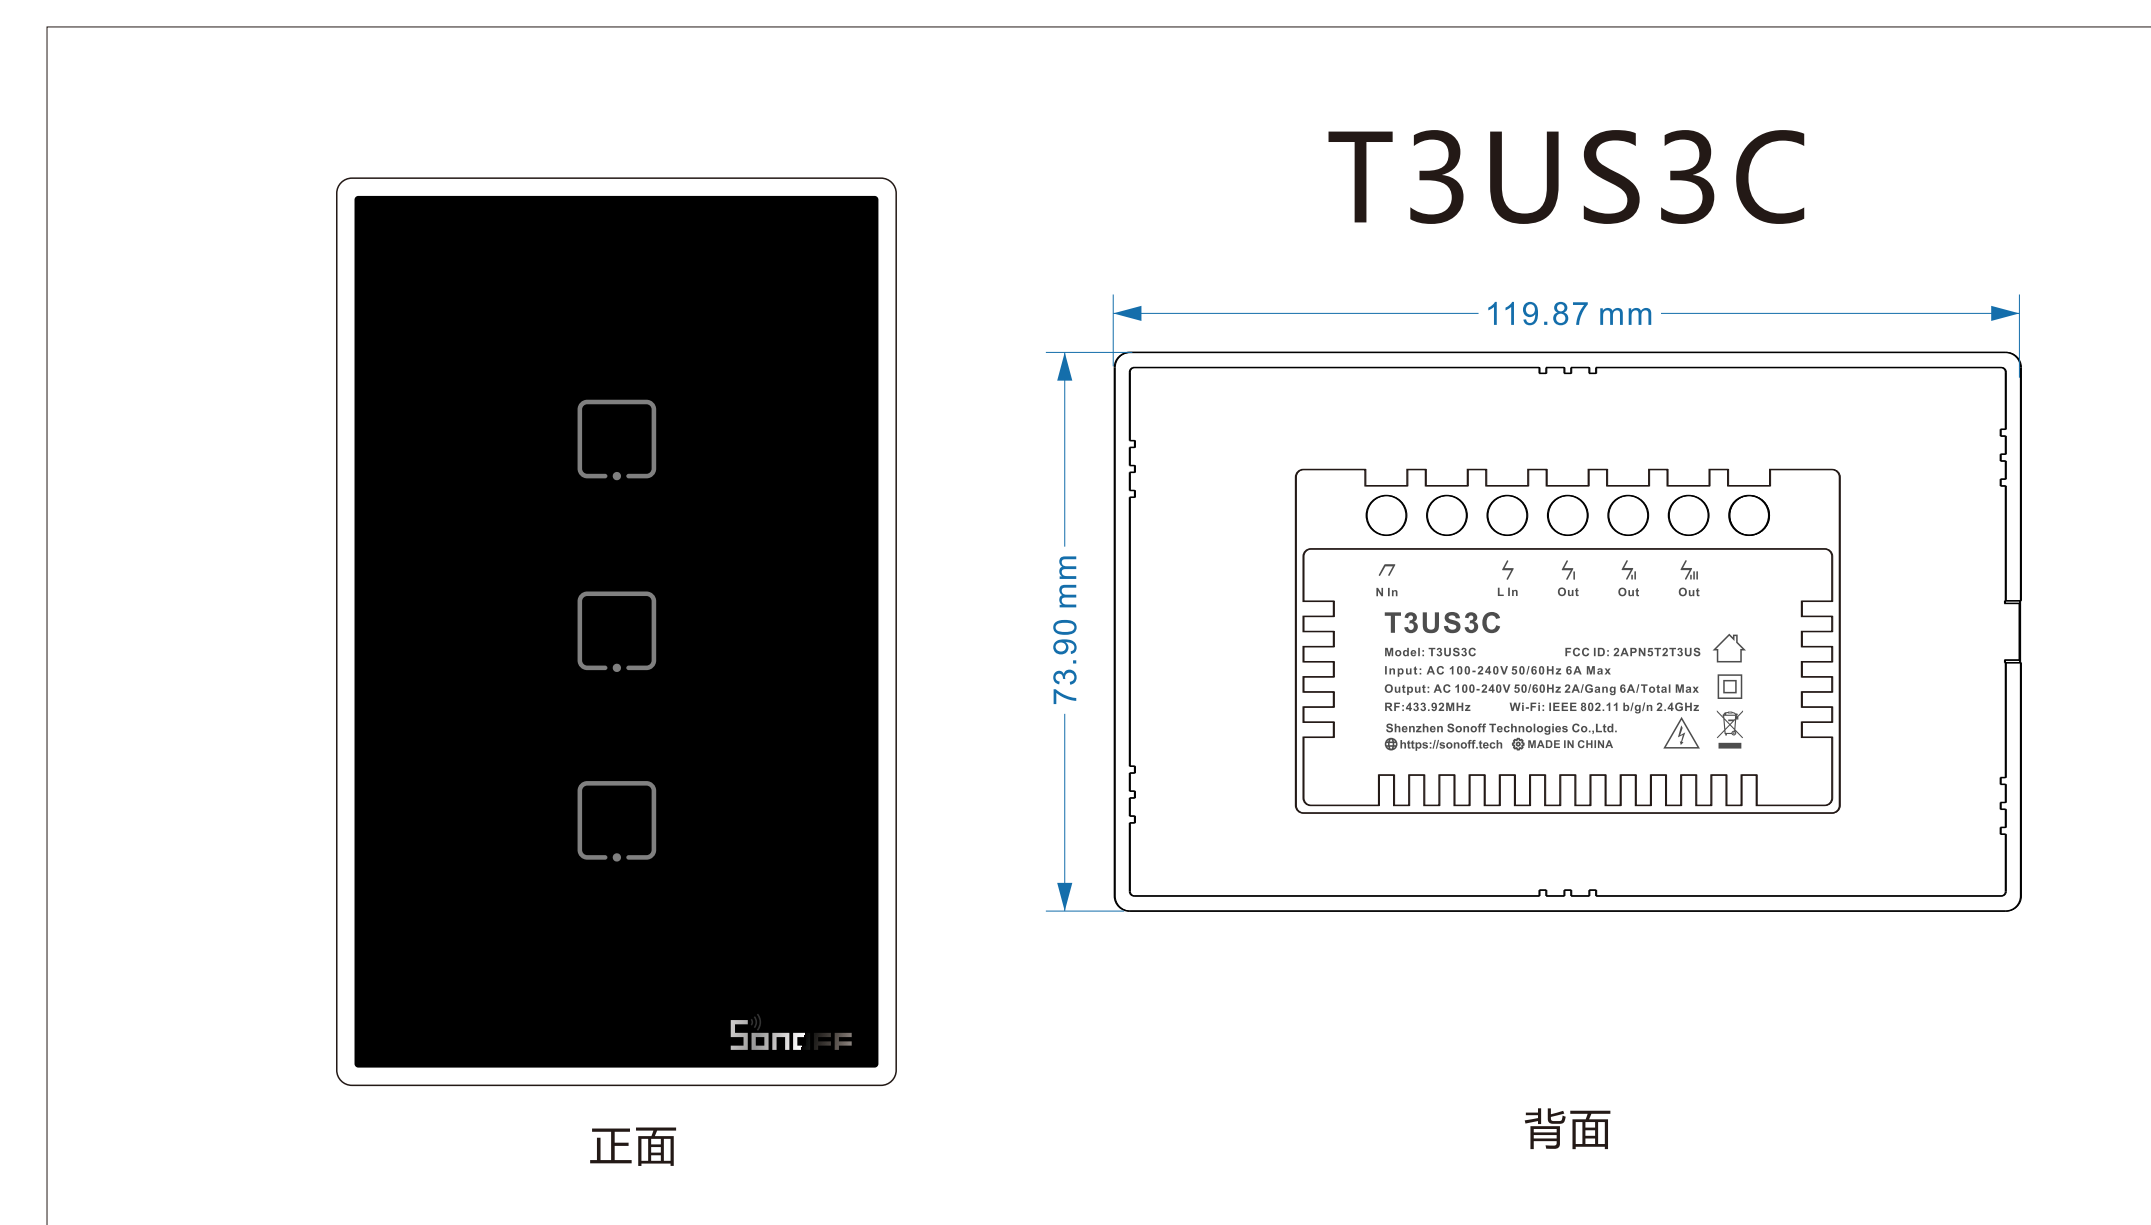 T3US3C
119.87 mm
73.90 mm
N In
L In
Out
Out
Out
T3US3C
Model: T3US3C FCC ID: 2APN5T2T3US
Input: AC 100-240V 50/60Hz 6A Max
Output: AC 100-240V 50/60Hz 2A/Gang 6A/Total Max
RF:433.92MHz Wi-Fi: IEEE 802.11 b/g/n 2.4GHz
Shenzhen Sonoff Technologies Co.,Ltd.
https://sonoff.tech MADE IN CHINA
SONOFF
正面
背面